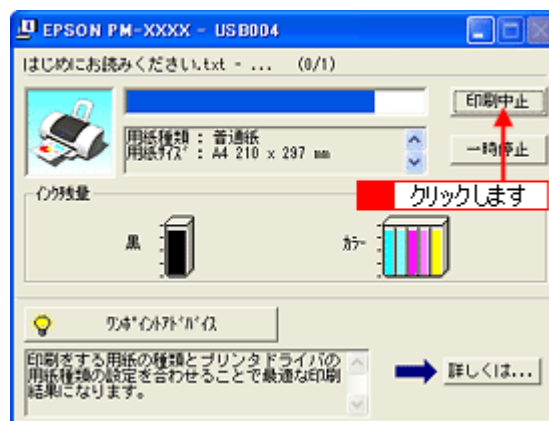 EPSON PM-XXXX - USB004
はじめにお読みください.txt - ... (0/1)
印刷中止
用紙種類 : 普通紙
用紙ｻｲｽﾞ : A4 210 x 297 mm
一時停止
クリックします
ｲﾝｸ残量
黒
ｶﾗｰ
ﾜﾝﾎﾟｲﾝﾄｱﾄﾞﾊﾞｲｽ
印刷をする用紙の種類とプリンタドライバの
用紙種類の設定を合わせることで最適な印刷
結果になります。
詳しくは...